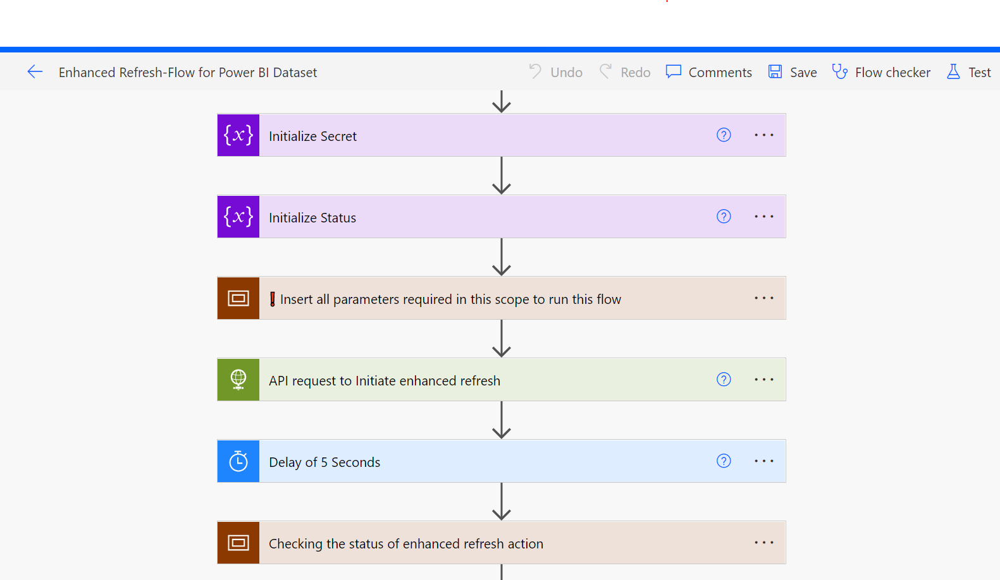 Enhanced Refresh-Flow for Power BI Dataset Undo Redo Comments Save Flow checker Test
{x} Initialize Secret ? ...
{x} Initialize Status ? ...
❗Insert all parameters required in this scope to run this flow ...
API request to Initiate enhanced refresh ? ...
Delay of 5 Seconds ? ...
Checking the status of enhanced refresh action ...